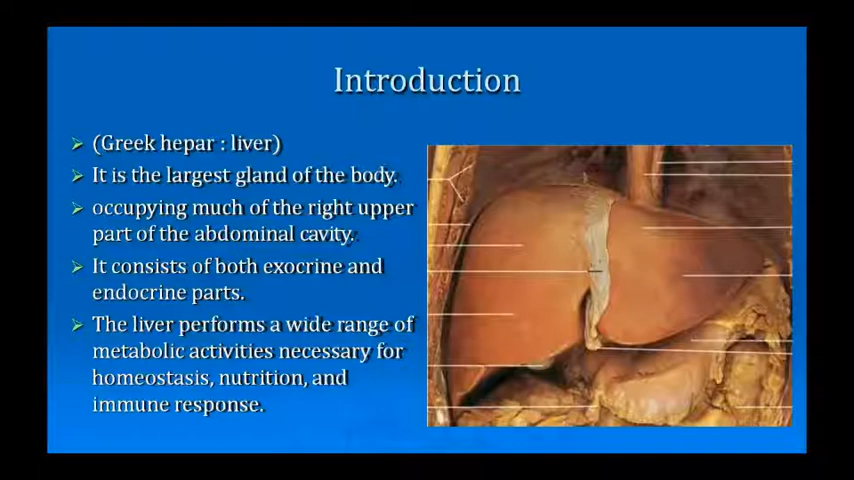 Introduction
(Greek hepar : liver)
It is the largest gland of the body.
occupying much of the right upper
part of the abdominal cavity.
It consists of both exocrine and
endocrine parts.
The liver performs a wide range of
metabolic activities necessary for
homeostasis, nutrition, and
immune response.